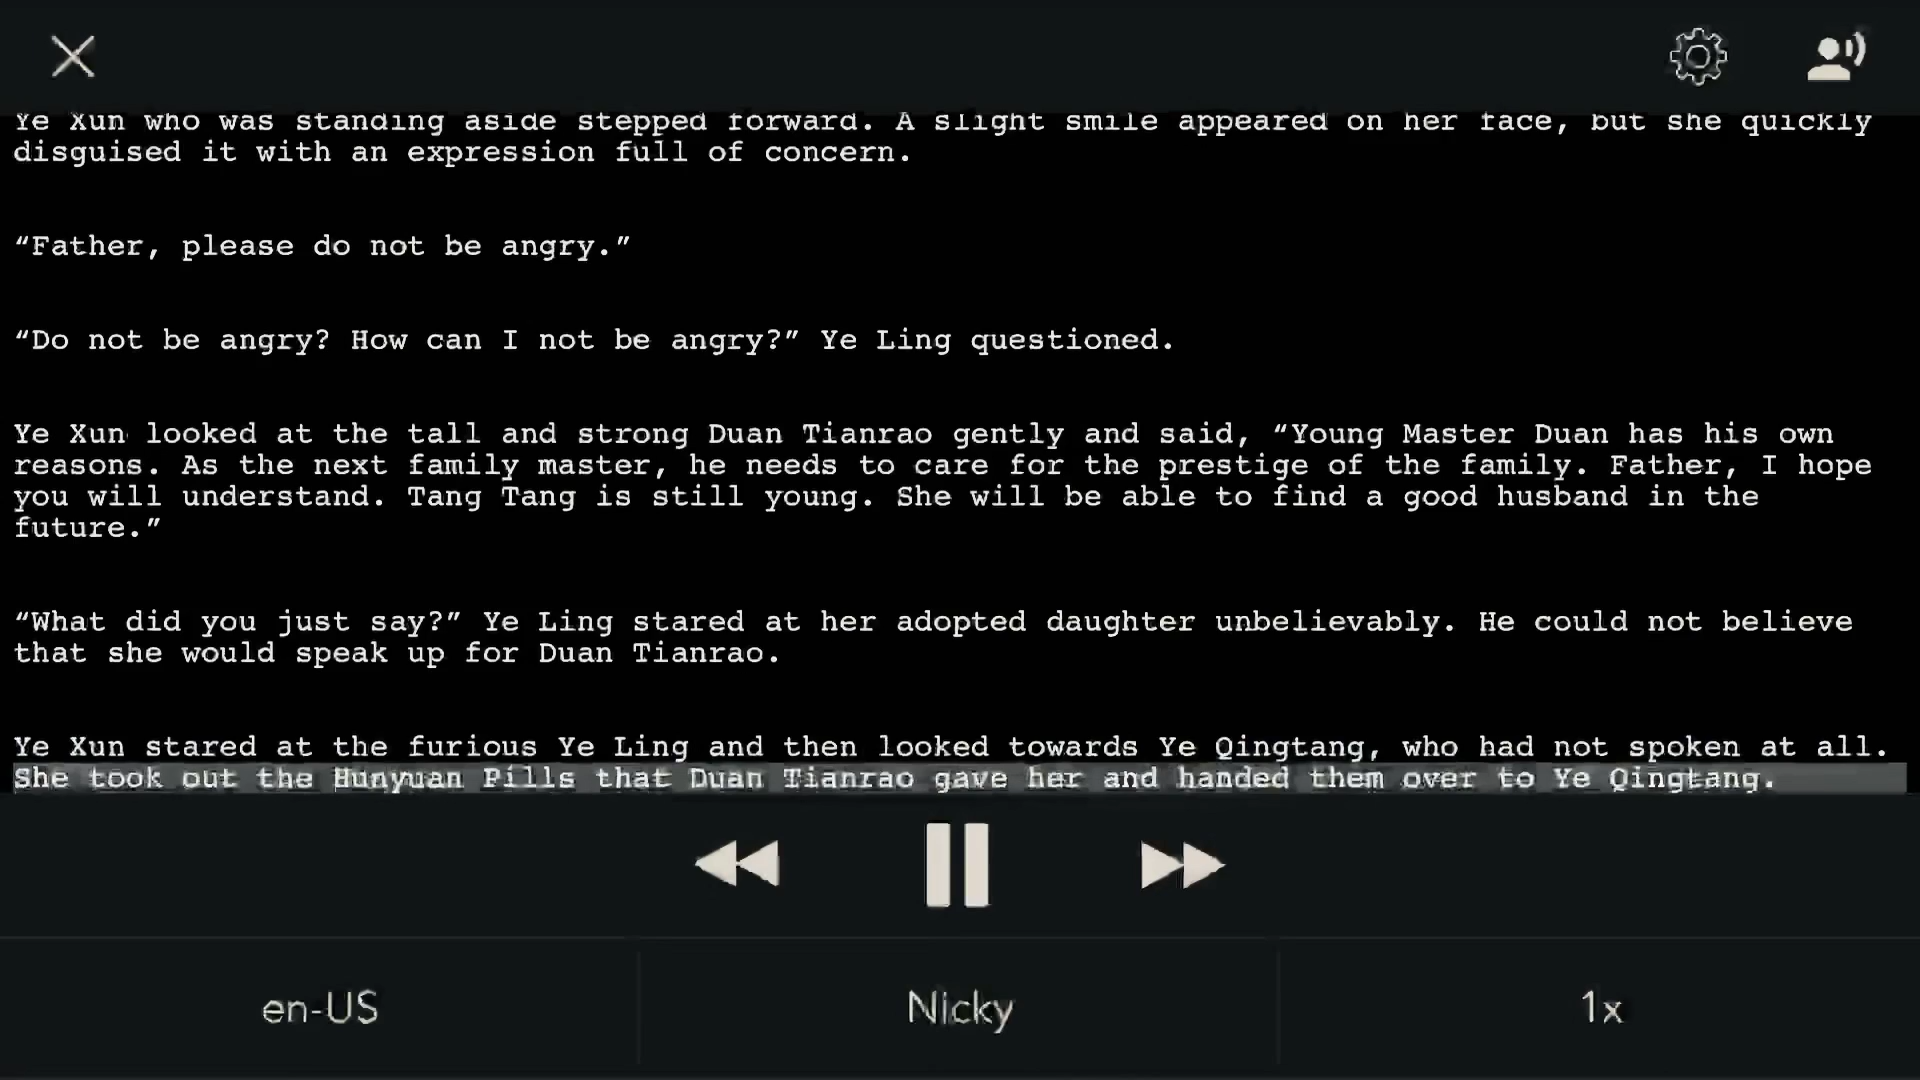 Ye Xun who was standing aside stepped forward. A slight smile appeared on her face, but she quickly
disguised it with an expression full of concern.
“Father, please do not be angry.”
“Do not be angry? How can I not be angry?” Ye Ling questioned.
Ye Xun looked at the tall and strong Duan Tianrao gently and said, “Young Master Duan has his own
reasons. As the next family master, he needs to care for the prestige of the family. Father, I hope
you will understand. Tang Tang is still young. She will be able to find a good husband in the
future.”
“What did you just say?” Ye Ling stared at her adopted daughter unbelievably. He could not believe
that she would speak up for Duan Tianrao.
Ye Xun stared at the furious Ye Ling and then looked towards Ye Qingtang, who had not spoken at all.
She took out the Hunyuan Pills that Duan Tianrao gave her and handed them over to Ye Qingtang.
en-US
Nicky
1x